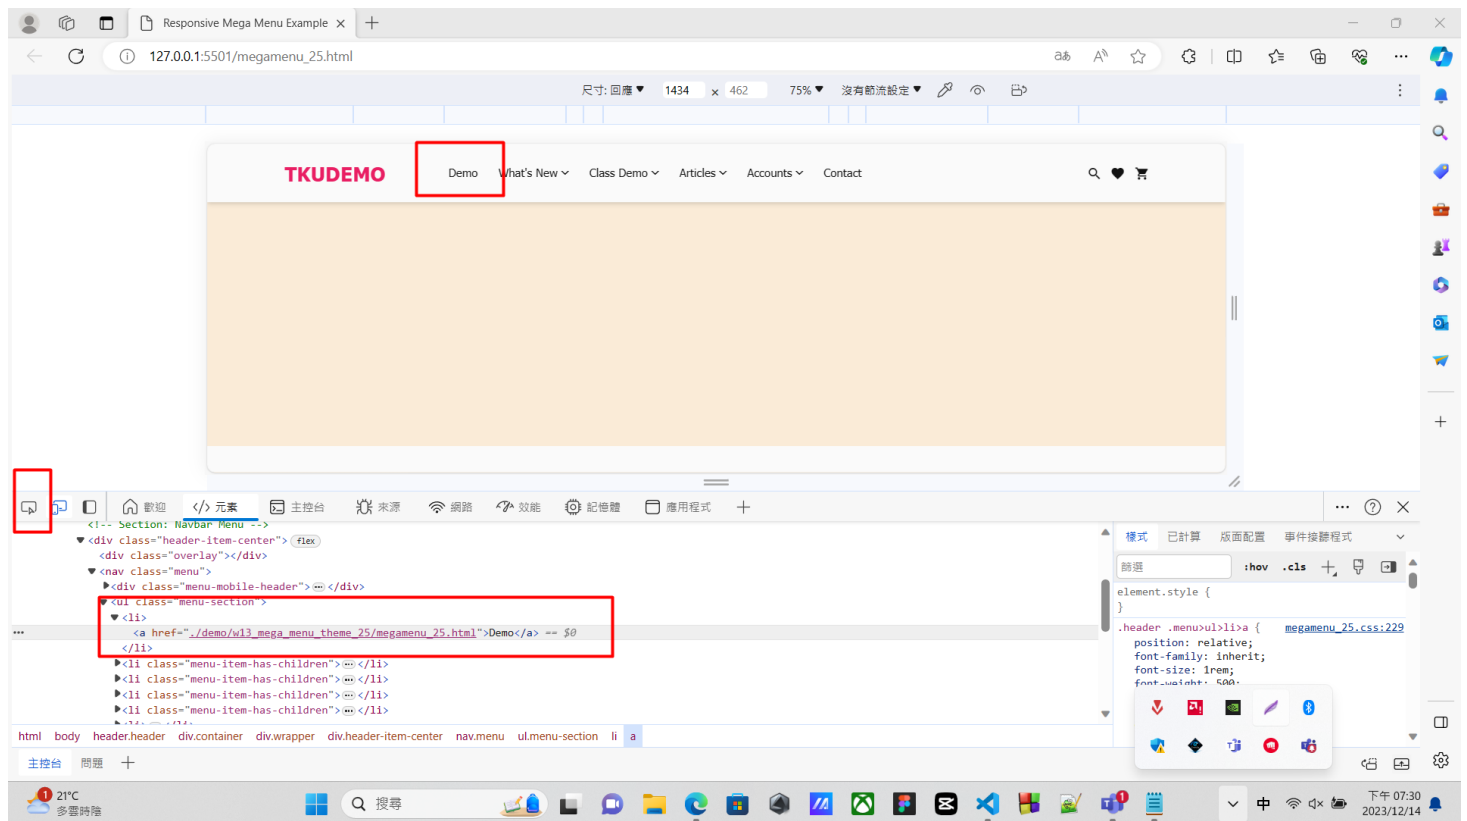 Responsive Mega Menu Example
127.0.0.1:5501/megamenu_25.html
尺寸: 回應 1434 x 462 75% 沒有節流設定
TKUDEMO Demo What's New Class Demo Articles Accounts Contact
歡迎 </> 元素 主控台 來源 網路 效能 記憶體 應用程式
<!-- Section: Navbar Menu -->
<div class="header-item-center"> flex
<div class="overlay"></div>
<nav class="menu">
<div class="menu-mobile-header"> … </div>
<ul class="menu-section">
<li>
<a href="./demo/w13_mega_menu_theme_25/megamenu_25.html">Demo</a> == $0
</li>
<li class="menu-item-has-children"> … </li>
<li class="menu-item-has-children"> … </li>
<li class="menu-item-has-children"> … </li>
<li class="menu-item-has-children"> … </li>
樣式 已計算 版面配置 事件接聽程式
篩選 :hov .cls
element.style {
}
.header .menu>ul>li>a { megamenu_25.css:229
position: relative;
font-family: inherit;
font-size: 1rem;
font-weight: 500;
html body header.header div.container div.wrapper div.header-item-center nav.menu ul.menu-section li a
主控台 問題
1 21°C
多雲時陰
搜尋
1
中
下午 07:30
2023/12/14